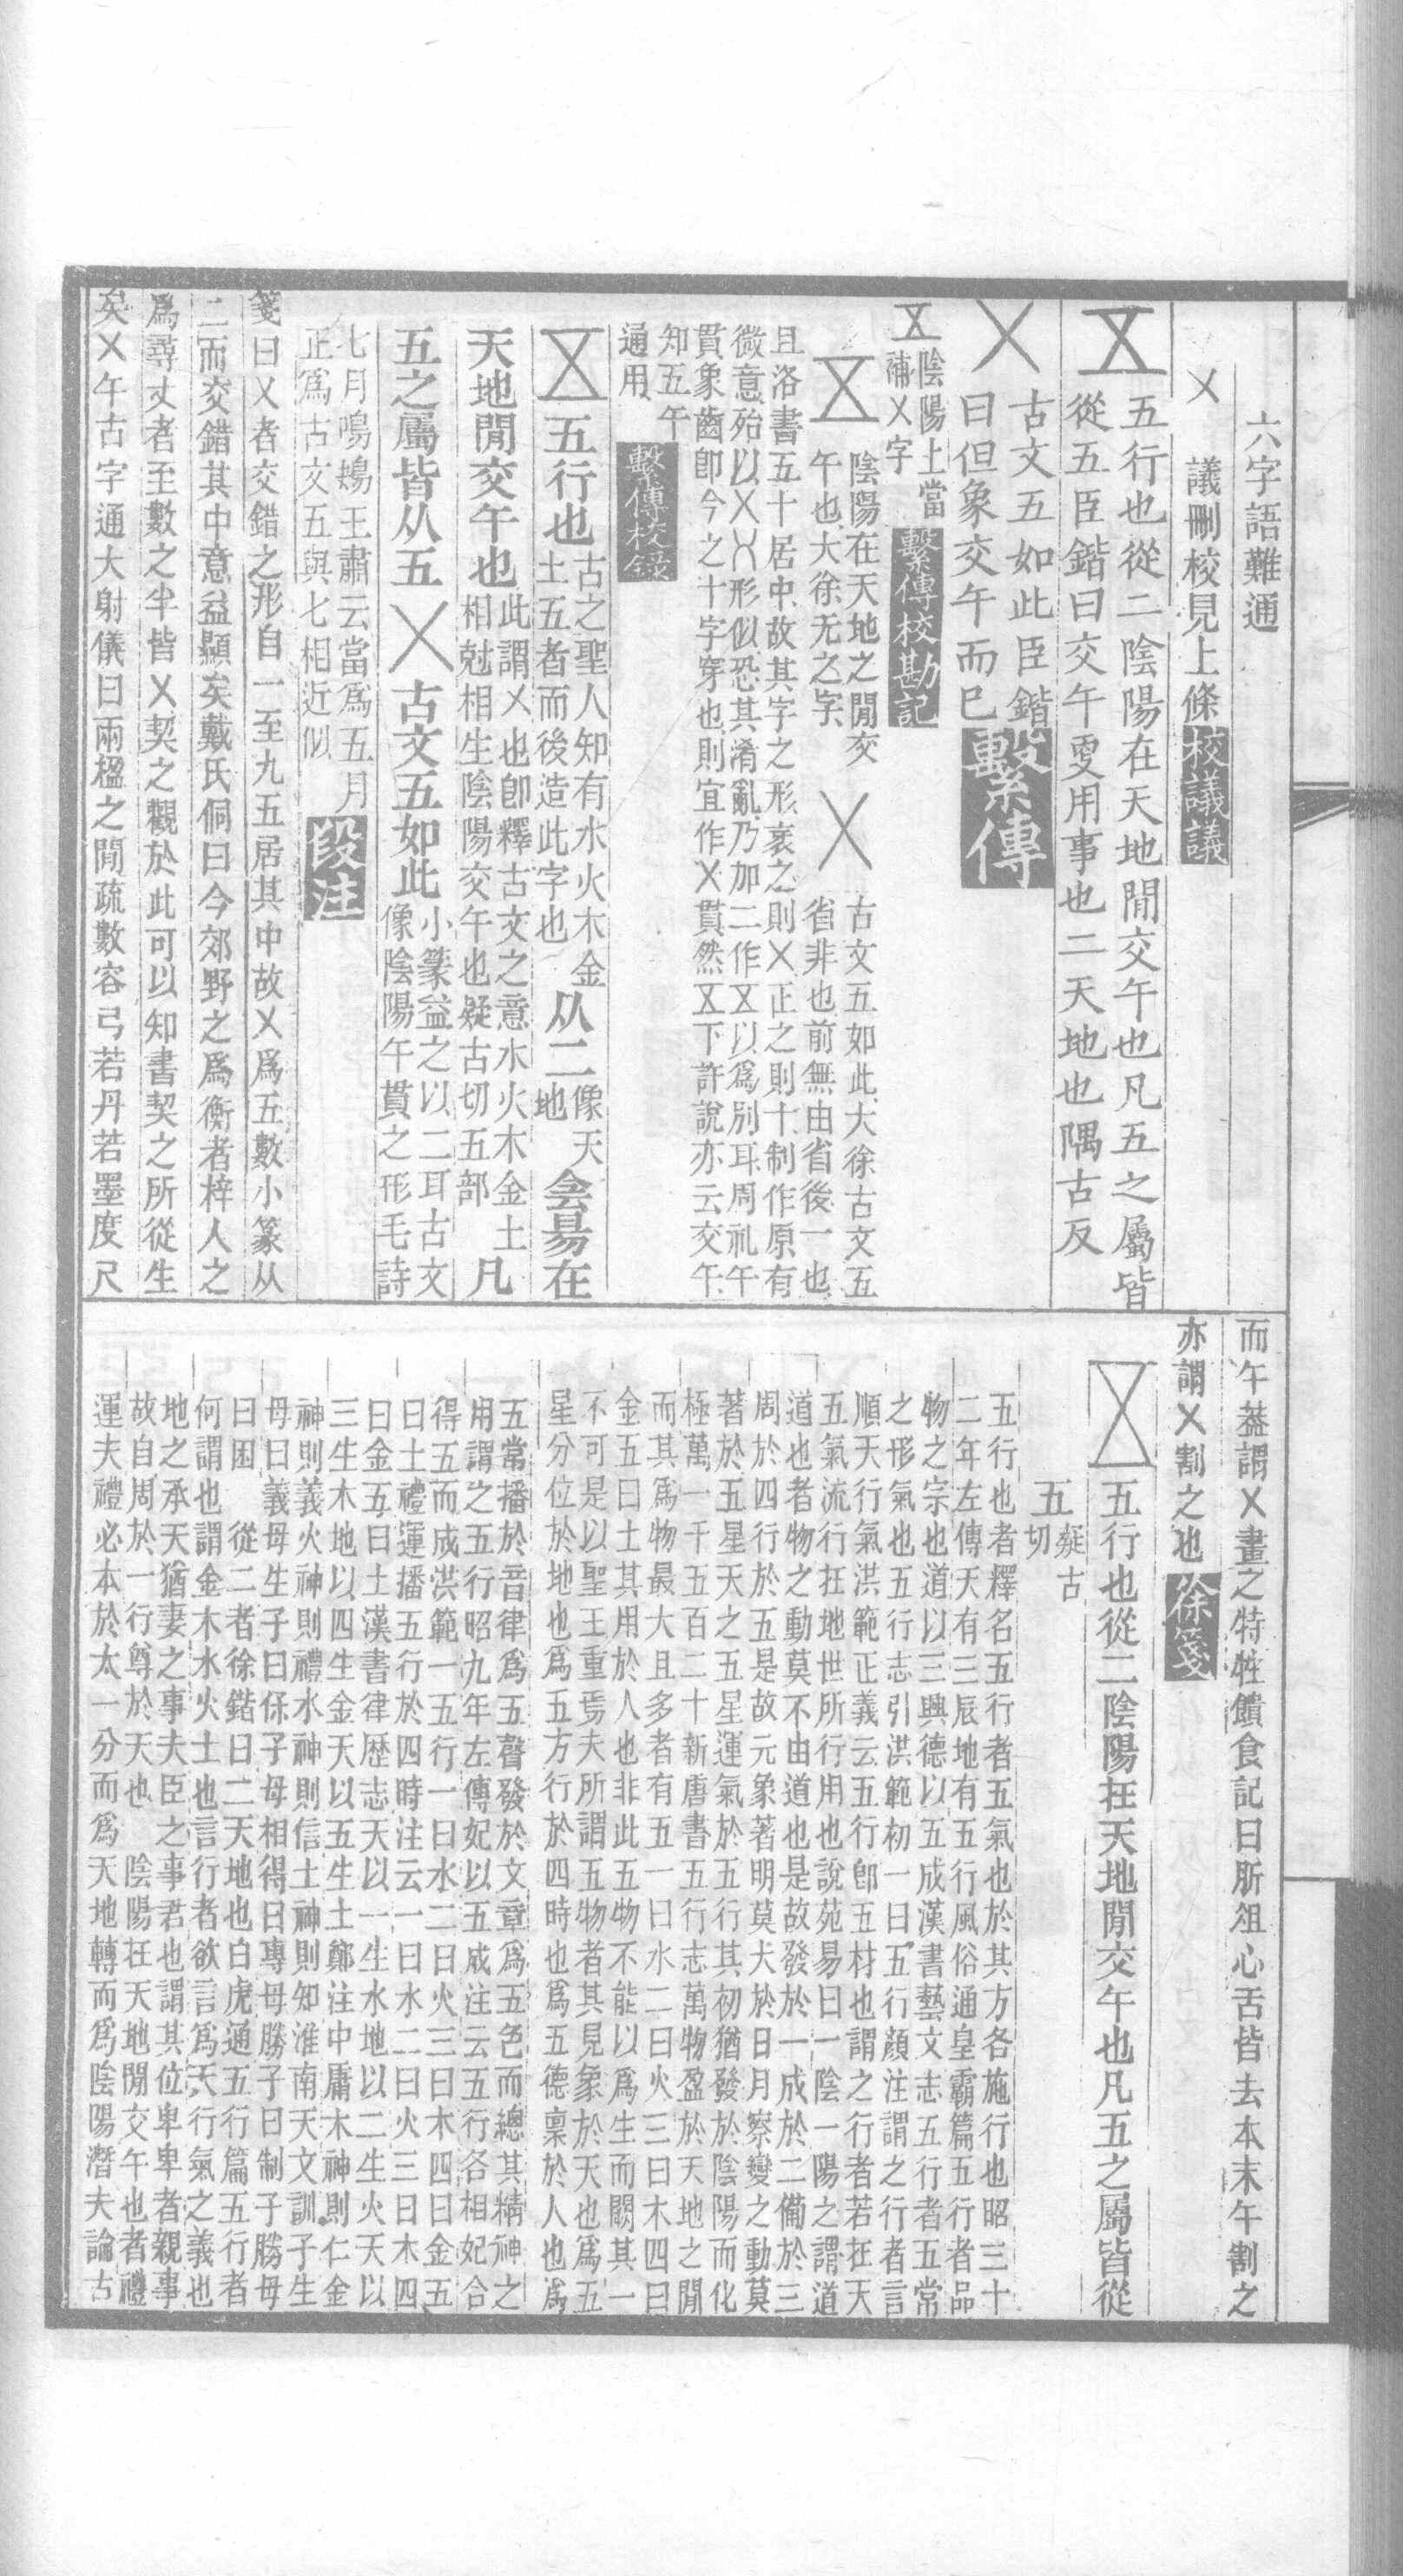 六字語難通
㐅　議刪校見上條　校議議
五　五行也從二陰陽在天地閒交午也凡五之屬皆
從五臣鍇曰交午叓用事也二天地也隅古反
㐅　古文五如此臣鍇
曰但象交午而巳　繫傳
五　陰陽上當
補㐅字　繫傳校勘記
五　陰陽在天地之閒交
午也大徐无之字　㐅　古文五如此大徐古文五
省非也前無由省後一也
且洛書五十居中故其字之形衺之則㐅正之則十制作原有
微意殆以㐅乂形似恐其淆亂乃加二作五以爲別耳周礼午
貫象齒卽今之十字穿也則宜作㐅貫然五下許說亦云交午
知五午
通用　繫傳校錄
五　五行也　古之聖人知有水火木金
土五者而後造此字也　从二　像天
地　侌昜在
天地閒交午也　此謂㐅也卽釋古文之意水火木金土
相尅相生陰陽交午也疑古切五部　凡
五之屬皆从五　㐅　古文五如此　小篆益之以二耳古文
像陰陽午貫之形毛詩
七月鳴鵙王肅云當爲五月
正爲古文五與七相近似　段注
箋曰㐅者交錯之形自一至九五居其中故㐅爲五數小篆从
二而交錯其中意益顯矣戴氏侗曰今郊野之爲衡者梓人之
爲尋丈者至數之半皆㐅契之觀於此可以知書契之所從生
矣㐅午古字通大射儀曰兩楹之閒疏數容弓若丹若墨度尺
而午葢謂㐅畫之特牲饋食記曰肵俎心舌皆去本末午割之
亦謂㐅割之也　徐箋
五　五行也從二陰陽在天地閒交午也凡五之屬皆從
五　疑古
切
五行也者釋名五行者五氣也於其方各施行也昭三十
二年左傳天有三辰地有五行風俗通皇霸篇五行者品
物之宗也道以三興德以五成漢書藝文志五行者五常
之形氣也五行志引洪範初一曰五行顏注謂之行者言
順天行氣洪範正義云五行卽五材也謂之行者若在天
五氣流行在地世所行用也說苑易曰一陰一陽之謂道
道也者物之動莫不由道也是故發於一成於二備於三
周於四行於五是故元象著明莫大於日月察變之動莫
著於五星天之五星運氣於五行其初猶發於陰陽而化
極萬一千五百二十新唐書五行志萬物盈於天地之閒
而其爲物最大且多者有五一曰水二曰火三曰木四曰
金五曰土其用於人也非此五物不能以爲生而闕其一
不可是以聖王重焉夫所謂五物者其見象於天也爲五
星分位於地也爲五方行於四時也爲五德稟於人也爲
五常播於音律爲五聲發於文章爲五色而總其精神之
用謂之五行昭九年左傳妃以五成注云五行各相妃合
得五而成洪範一五行一曰水二曰火三曰木四曰金五
曰土禮運播五行於四時注云一曰水二曰火三曰木四
曰金五曰土漢書律歷志天以一生水地以二生火天以
三生木地以四生金天以五生土鄭注中庸木神則仁金
神則義火神則禮水神則信土神則知淮南天文訓子生
母曰義母生子曰保子母相得曰專母勝子曰制子勝母
曰困　從二者徐鍇曰二天地也白虎通五行篇五行者
何謂也謂金木水火土也言行者欲言爲天行氣之義也
地之承天猶妻之事夫臣之事君也謂其位卑卑者親事
故自周於一行尊於天也　陰陽在天地閒交午也者禮
運夫禮必本於太一分而爲天地轉而爲陰陽潛夫論古